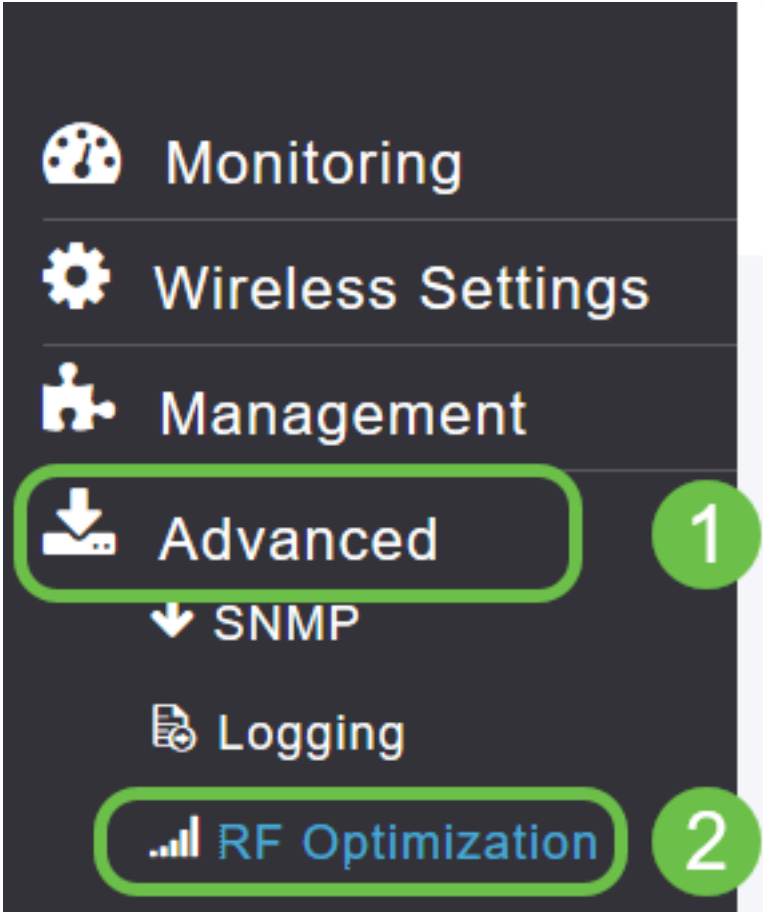 Monitoring
Wireless Settings
Management
Advanced 1
SNMP
Logging
RF Optimization 2